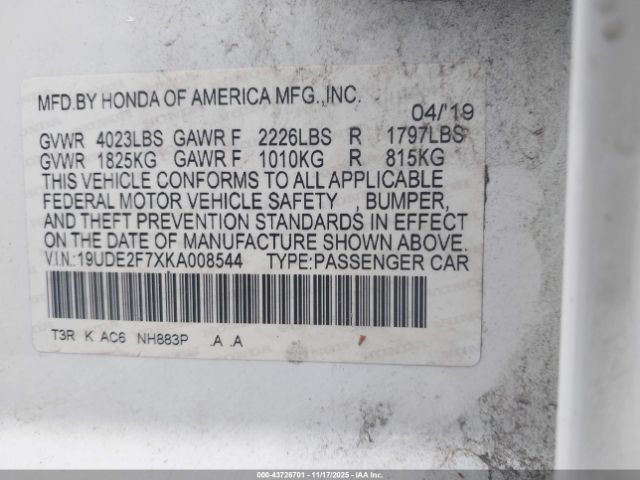 MFD.BY HONDA OF AMERICA MFG.,INC.
04/'19
GVWR 4023LBS GAWR F 2226LBS R 1797LBS
GVWR 1825KG GAWR F 1010KG R 815KG
THIS VEHICLE CONFORMS TO ALL APPLICABLE
FEDERAL MOTOR VEHICLE SAFETY , BUMPER,
AND THEFT PREVENTION STANDARDS IN EFFECT
ON THE DATE OF MANUFACTURE SHOWN ABOVE.
V.I.N.:19UDE2F7XKA008544 TYPE:PASSENGER CAR
T3R K AC6 NH883P .A .A
000-43726701 | 11/17/2025 | IAA